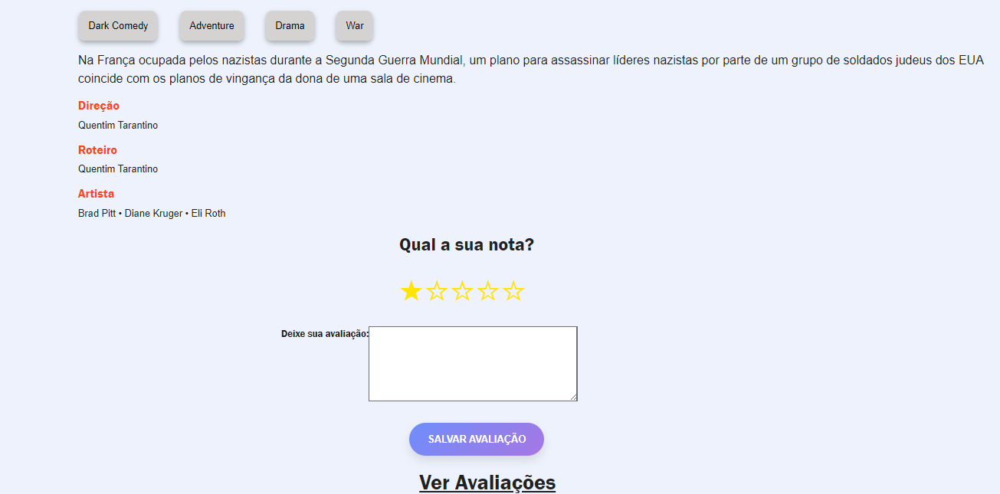 Dark Comedy Adventure Drama War
Na França ocupada pelos nazistas durante a Segunda Guerra Mundial, um plano para assassinar líderes nazistas por parte de um grupo de soldados judeus dos EUA
coincide com os planos de vingança da dona de uma sala de cinema.
Direção
Quentim Tarantino
Roteiro
Quentim Tarantino
Artista
Brad Pitt • Diane Kruger • Eli Roth
Qual a sua nota?
Deixe sua avaliação:
SALVAR AVALIAÇÃO
Ver Avaliações